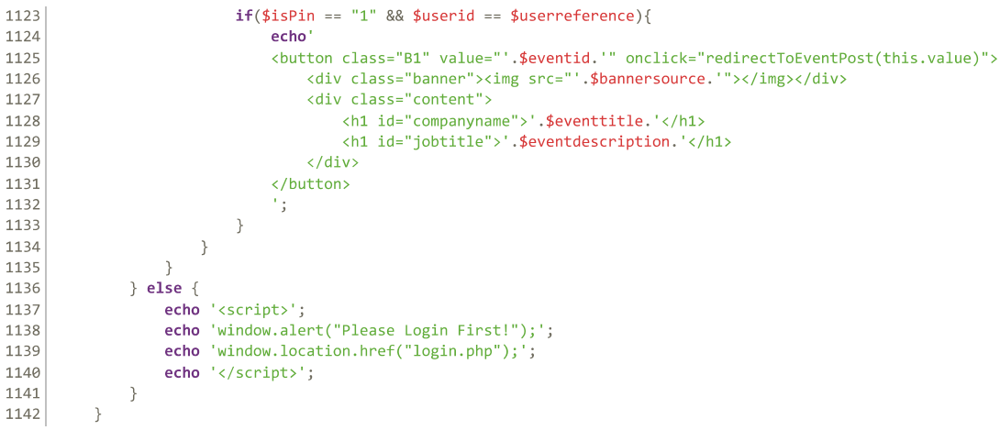 1123 if($isPin == "1" && $userid == $userreference){
1124 echo'
1125 <button class="B1" value="'.$eventid.'" onclick="redirectToEventPost(this.value)">
1126 <div class="banner"><img src="'.$bannersource.'"></img></div>
1127 <div class="content">
1128 <h1 id="companyname">'.$eventtitle.'</h1>
1129 <h1 id="jobtitle">'.$eventdescription.'</h1>
1130 </div>
1131 </button>
1132 ';
1133 }
1134 }
1135 }
1136 } else {
1137 echo '<script>';
1138 echo 'window.alert("Please Login First!");';
1139 echo 'window.location.href("login.php");';
1140 echo '</script>';
1141 }
1142 }